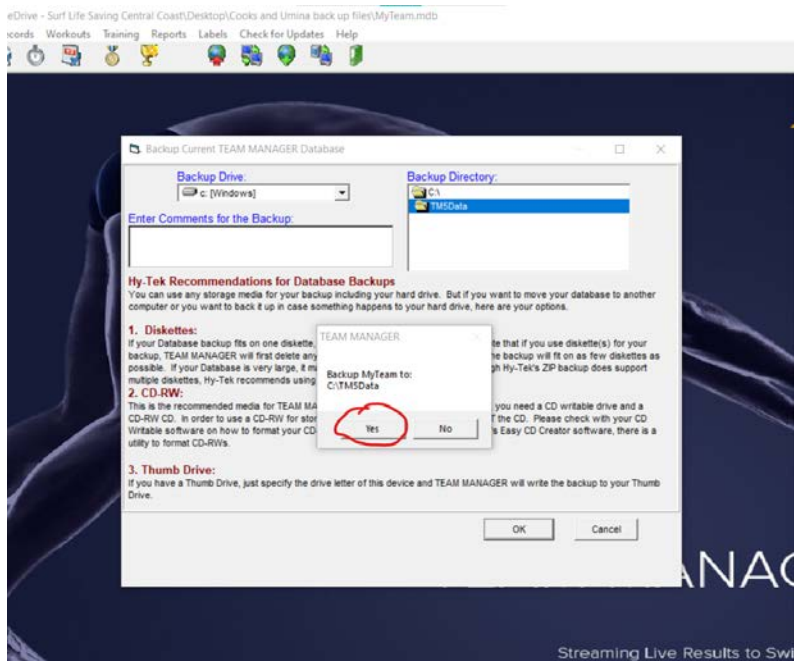 eDrive - Surf Life Saving Central Coast\Desktop\Cooks and Umina back up files\MyTeam.mdb
cords Workouts Training Reports Labels Check for Updates Help
Backup Current TEAM MANAGER Database
Backup Drive:
Backup Directory:
c: [Windows]
C:\
TM5Data
Enter Comments for the Backup:
Hy-Tek Recommendations for Database Backups
You can use any storage media for your backup including your hard drive. But if you want to move your database to another
computer or you want to back it up in case something happens to your hard drive, here are your options.
1. Diskettes:
If your Database backup fits on one diskette, te that if you use diskette(s) for your
backup, TEAM MANAGER will first delete any he backup will fit on as few diskettes as
possible. If your Database is very large, it m gh Hy-Tek's ZIP backup does support
multiple diskettes, Hy-Tek recommends using
2. CD-RW:
This is the recommended media for TEAM MA you need a CD writable drive and a
CD-RW CD. In order to use a CD-RW for stor T the CD. Please check with your CD
Writable software on how to format your CD 's Easy CD Creator software, there is a
utility to format CD-RWs.
TEAM MANAGER
Backup MyTeam to:
C:\TM5Data
Yes
No
3. Thumb Drive:
If you have a Thumb Drive, just specify the drive letter of this device and TEAM MANAGER will write the backup to your Thumb
Drive.
OK
Cancel
NAG
Streaming Live Results to Swi